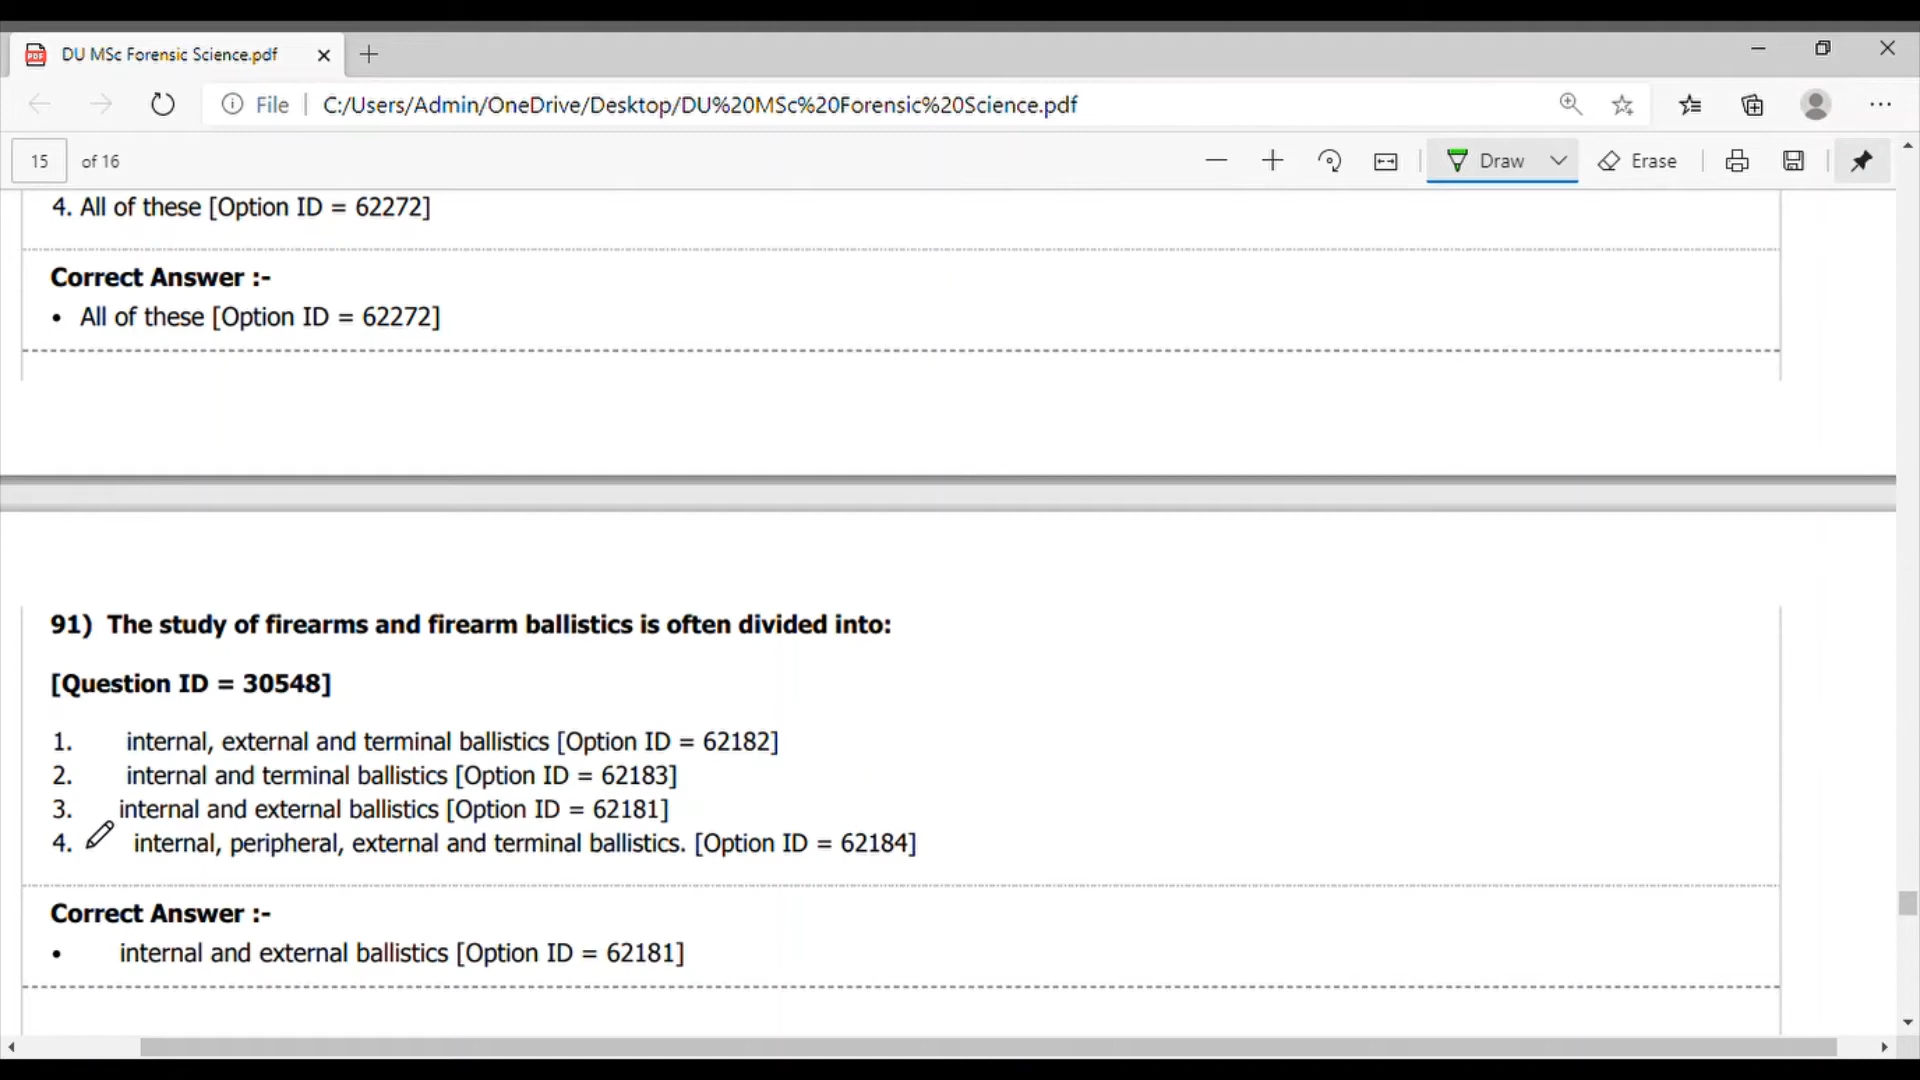 DU MSc Forensic Science.pdf
File
C:/Users/Admin/OneDrive/Desktop/DU%20MSc%20Forensic%20Science.pdf
15 of 16
Draw
Erase
4. All of these [Option ID = 62272]
Correct Answer :-
• All of these [Option ID = 62272]
91) The study of firearms and firearm ballistics is often divided into:
[Question ID = 30548]
1. internal, external and terminal ballistics [Option ID = 62182]
2. internal and terminal ballistics [Option ID = 62183]
3. internal and external ballistics [Option ID = 62181]
4. internal, peripheral, external and terminal ballistics. [Option ID = 62184]
Correct Answer :-
• internal and external ballistics [Option ID = 62181]